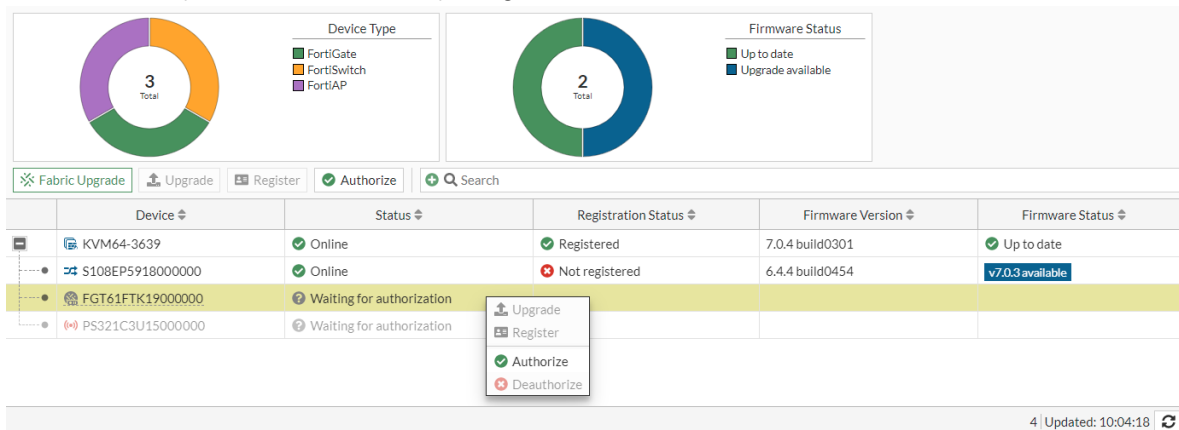 Device Type
FortiGate
FortiSwitch
FortiAP
3
Total
Firmware Status
Up to date
Upgrade available
2
Total
Fabric Upgrade Upgrade Register Authorize Search
Device Status Registration Status Firmware Version Firmware Status
KVM64-3639 Online Registered 7.0.4 build0301 Up to date
S108EP5918000000 Online Not registered 6.4.4 build0454 v7.0.3 available
FGT61FTK19000000 Waiting for authorization
PS321C3U15000000 Waiting for authorization
Upgrade
Register
Authorize
Deauthorize
4 Updated: 10:04:18